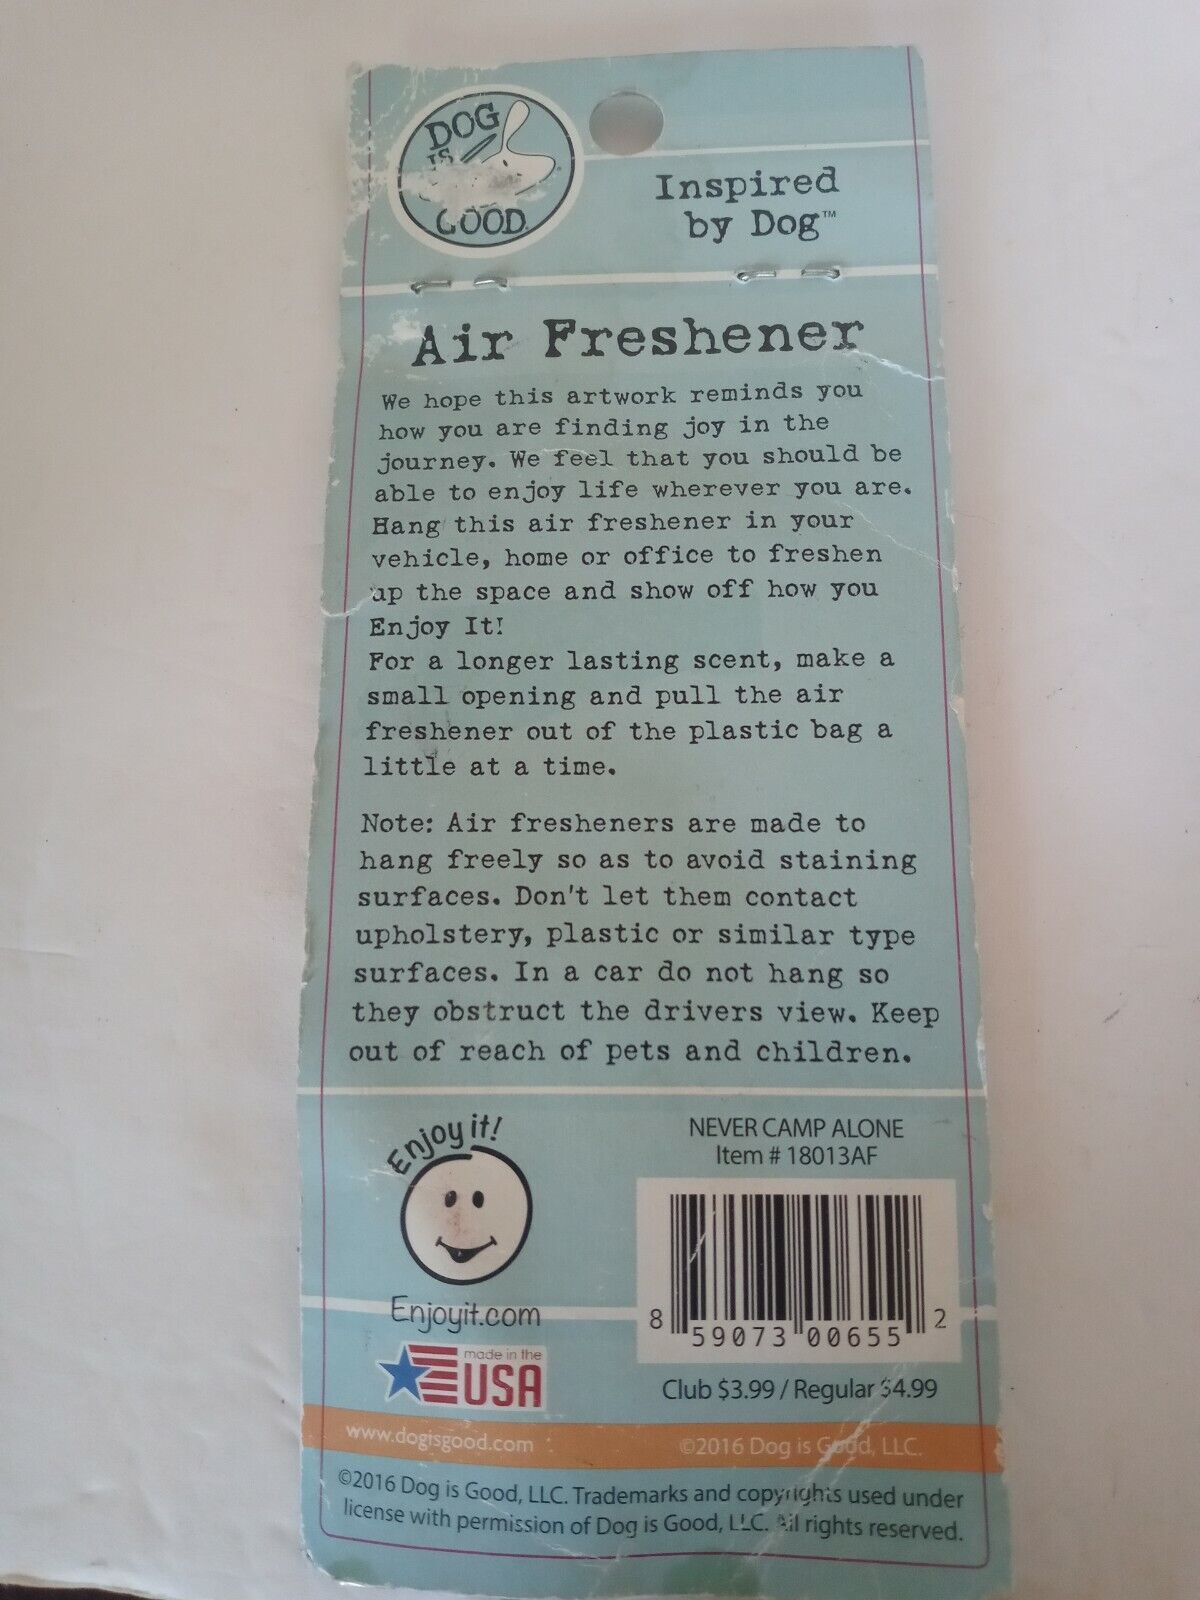 DOG
IS
GOOD
Inspired
by Dog™
Air Freshener
We hope this artwork reminds you
how you are finding joy in the
journey. We feel that you should be
able to enjoy life wherever you are.
Hang this air freshener in your
vehicle, home or office to freshen
up the space and show off how you
Enjoy It!
For a longer lasting scent, make a
small opening and pull the air
freshener out of the plastic bag a
little at a time.
Note: Air fresheners are made to
hang freely so as to avoid staining
surfaces. Don't let them contact
upholstery, plastic or similar type
surfaces. In a car do not hang so
they obstruct the drivers view. Keep
out of reach of pets and children.
Enjoy it!
Enjoyit.com
made in the
USA
NEVER CAMP ALONE
Item # 18013AF
8 59073 00655 2
Club $3.99 / Regular $4.99
www.dogisgood.com ©2016 Dog is Good, LLC.
©2016 Dog is Good, LLC. Trademarks and copyrights used under
license with permission of Dog is Good, LLC. All rights reserved.